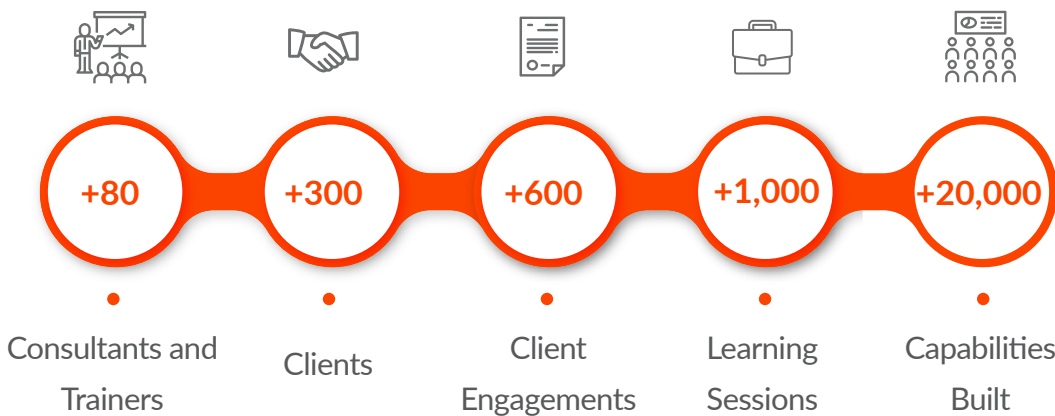 +80
+300
+600
+1,000
+20,000
Consultants and
Trainers
Clients
Client
Engagements
Learning
Sessions
Capabilities
Built